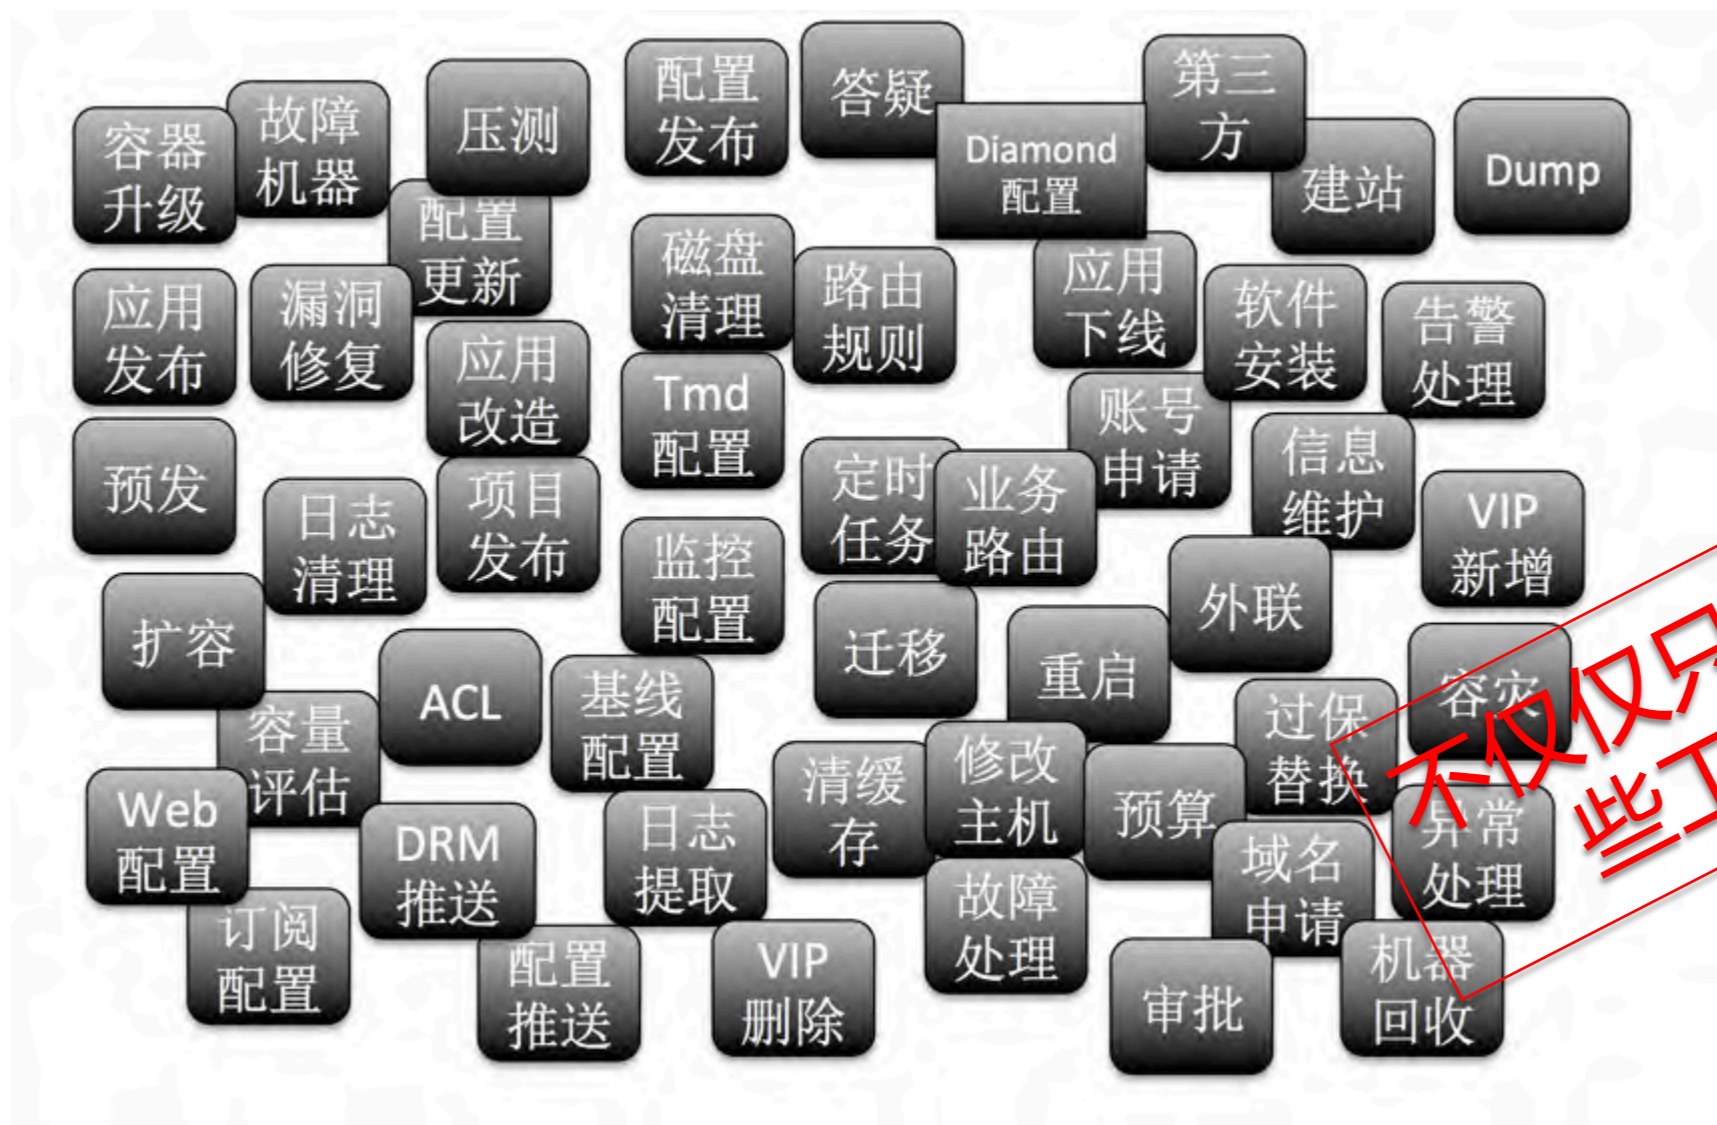 容器
升级
故障
机器
压测
配置
发布
答疑
Diamond
配置
第三
方
建站
Dump
配置
更新
应用
发布
漏洞
修复
应用
改造
磁盘
清理
路由
规则
应用
下线
软件
安装
告警
处理
Tmd
配置
账号
申请
预发
日志
清理
项目
发布
定时
任务
业务
路由
信息
维护
VIP
新增
监控
配置
扩容
ACL
基线
配置
迁移
重启
外联
容灾
容量
评估
过保
替换
Web
配置
DRM
推送
日志
提取
清缓
存
修改
主机
预算
异常
处理
域名
申请
订阅
配置
配置
推送
VIP
删除
故障
处理
审批
机器
回收
不仅仅只
些工